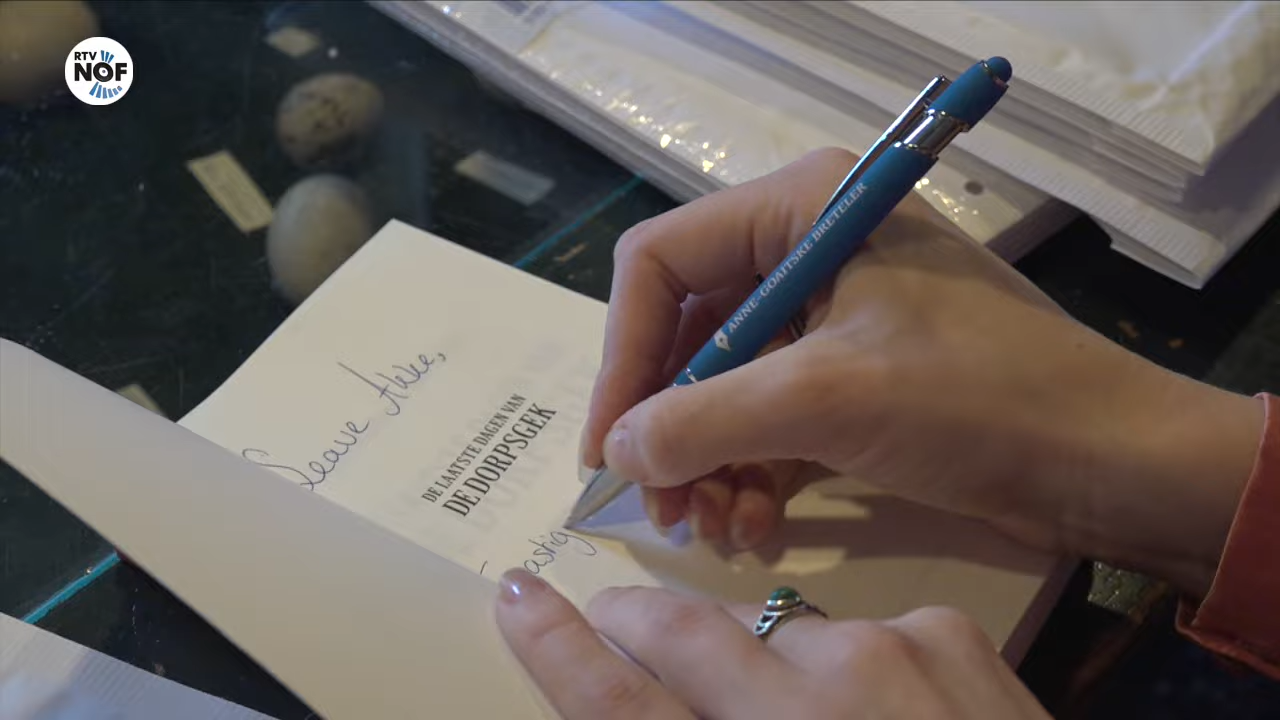 RTV
NOF
ANNE-GOAITSKE BRETELER
Leave Akke,
DE LAATSTE DAGEN VAN
DE DORPSGEK